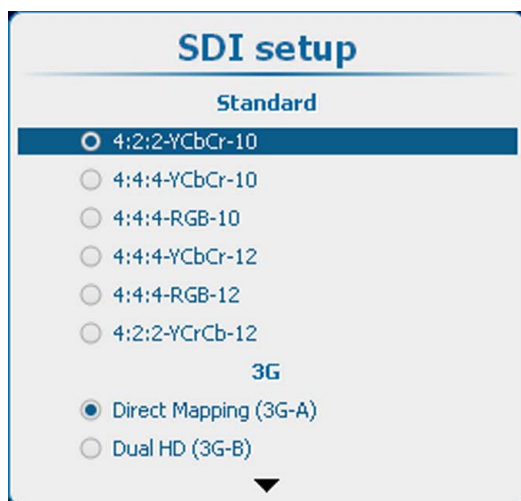 SDI setup
Standard
4:2:2-YCbCr-10
4:4:4-YCbCr-10
4:4:4-RGB-10
4:4:4-YCbCr-12
4:4:4-RGB-12
4:2:2-YCrCb-12
3G
Direct Mapping (3G-A)
Dual HD (3G-B)